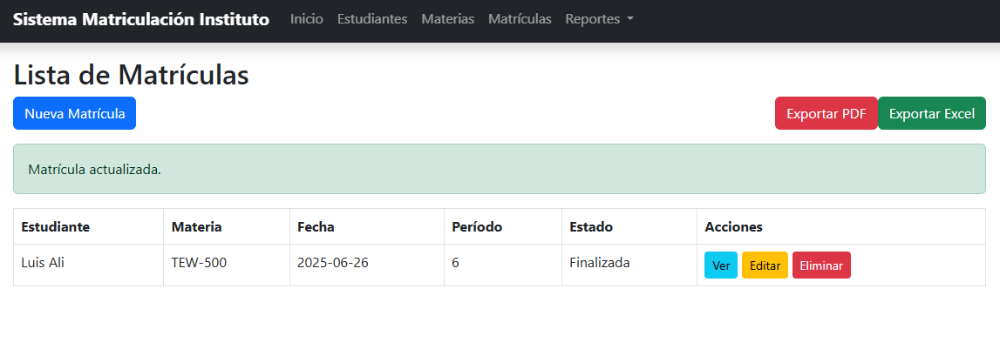 Sistema Matriculación Instituto Inicio Estudiantes Materias Matrículas Reportes
Lista de Matrículas
Nueva Matrícula Exportar PDF Exportar Excel
Matrícula actualizada.
Estudiante Materia Fecha Período Estado Acciones
Luis Ali TEW-500 2025-06-26 6 Finalizada Ver Editar Eliminar